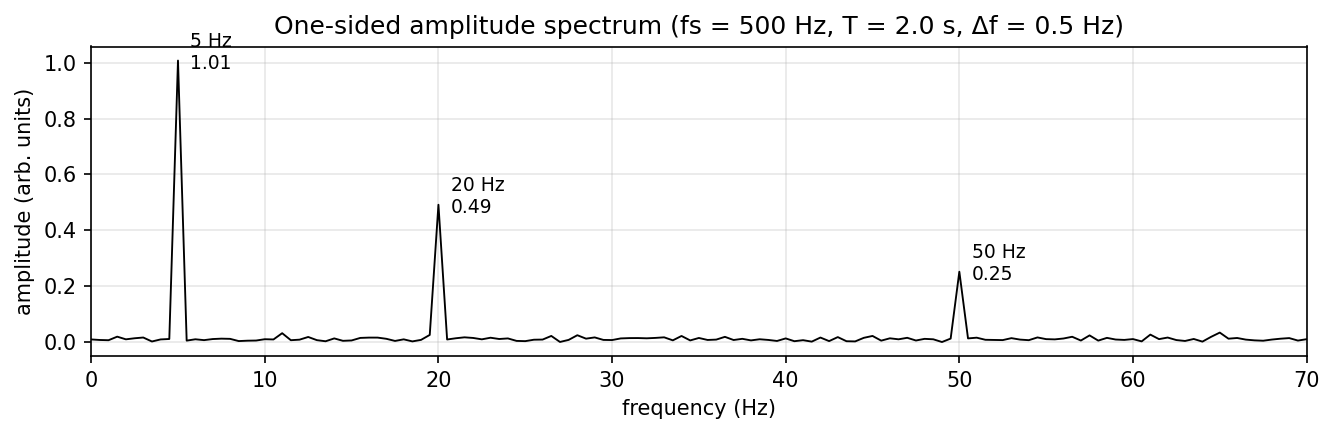 One-sided amplitude spectrum (fs = 500 Hz, T = 2.0 s, Δf = 0.5 Hz)
amplitude (arb. units)
1.0
0.8
0.6
0.4
0.2
0.0
5 Hz
1.01
20 Hz
0.49
50 Hz
0.25
0 10 20 30 40 50 60 70
frequency (Hz)